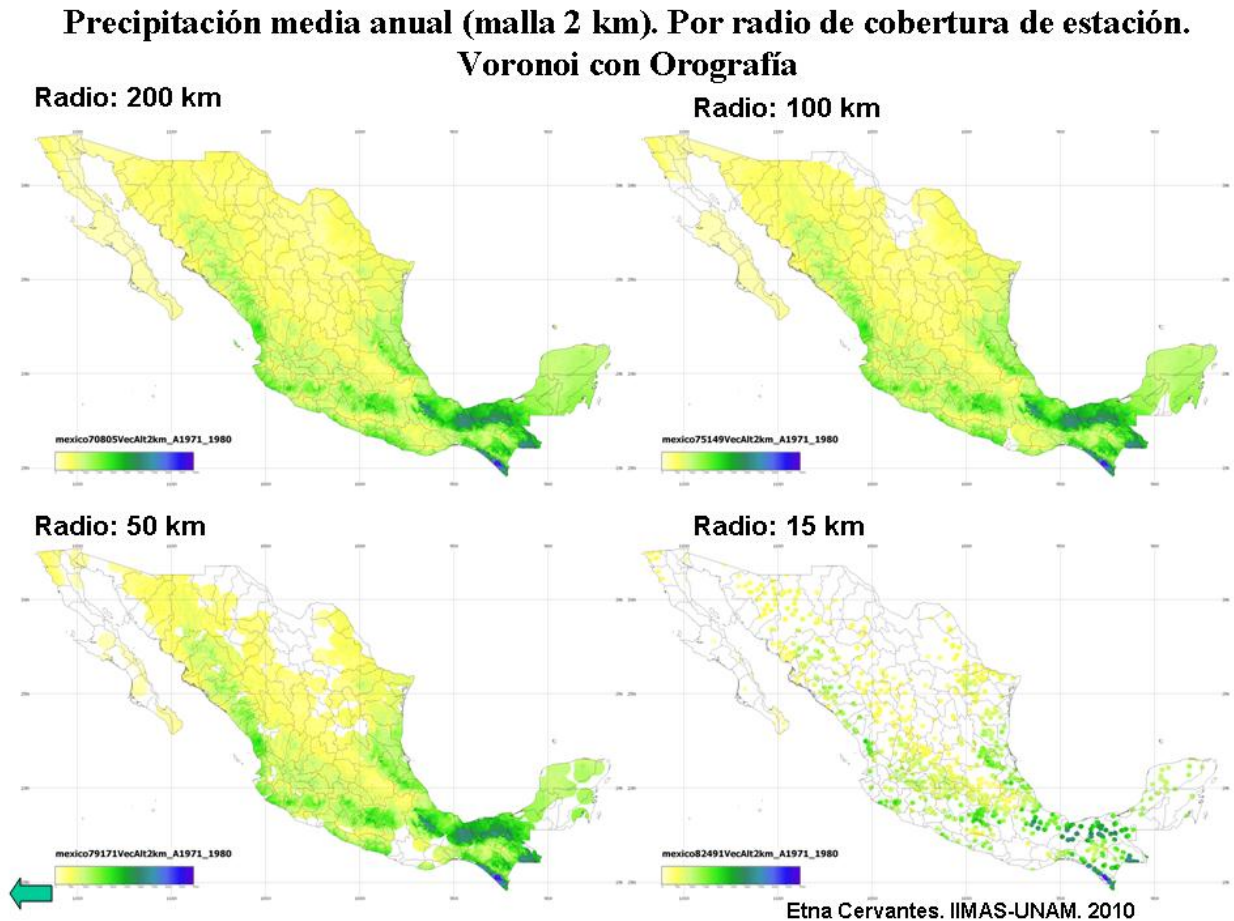 Precipitación media anual (malla 2 km). Por radio de cobertura de estación.
Voronoi con Orografía
Radio: 200 km
Radio: 100 km
mexico70805VecAlt2km_A1971_1980
mexico75149VecAlt2km_A1971_1980
Radio: 50 km
Radio: 15 km
mexico79171VecAlt2km_A1971_1980
mexico82491VecAlt2km_A1971_1980
Etna Cervantes. IIMAS-UNAM. 2010